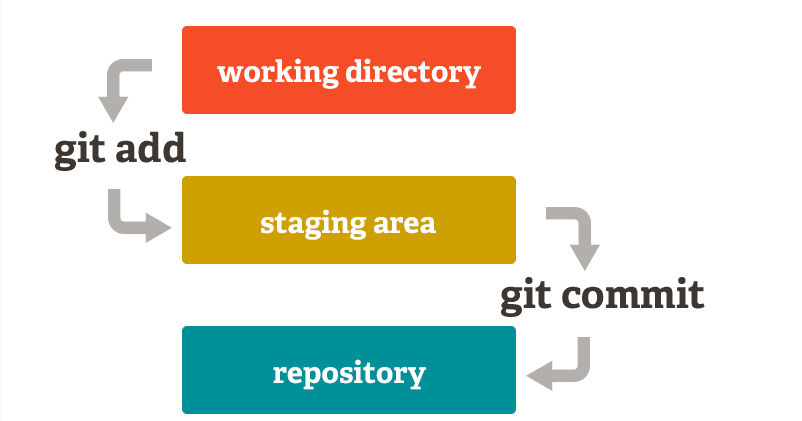 working directory
git add
staging area
git commit
repository